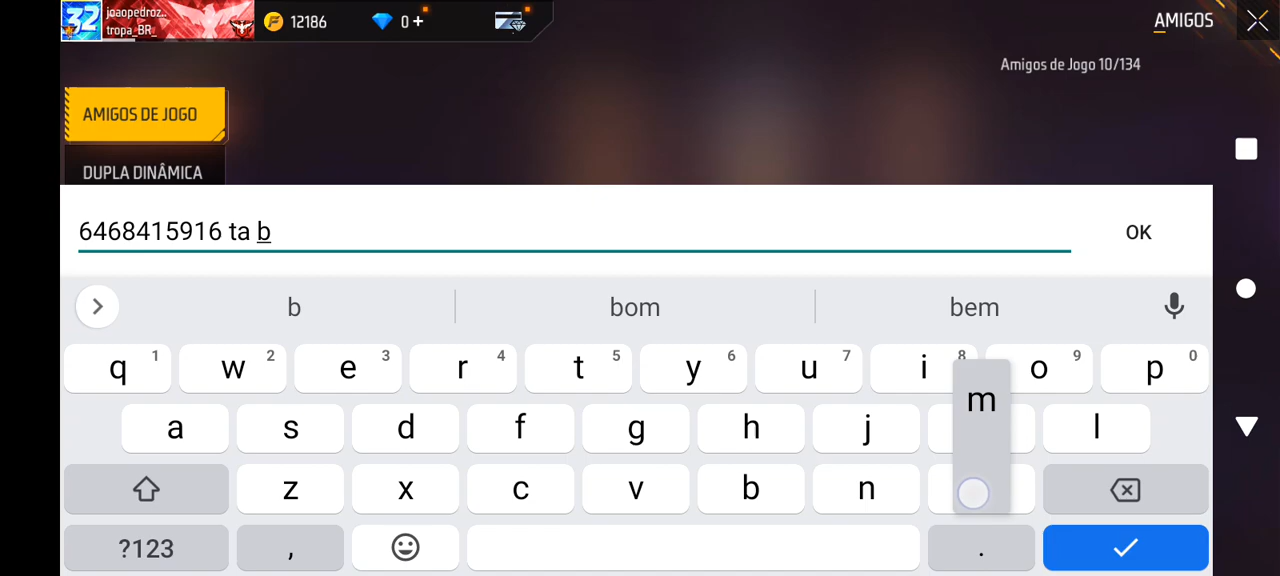 32 joaopedroz..
tropa_BR_
12186
0 +
AMIGOS
Amigos de Jogo 10/134
AMIGOS DE JOGO
DUPLA DINÂMICA
6468415916 ta b
OK
b bom bem
q 1 w 2 e 3 r 4 t 5 y 6 u 7 i 8 o 9 p 0
a s d f g h j l
m
z x c v b n
?123 , .